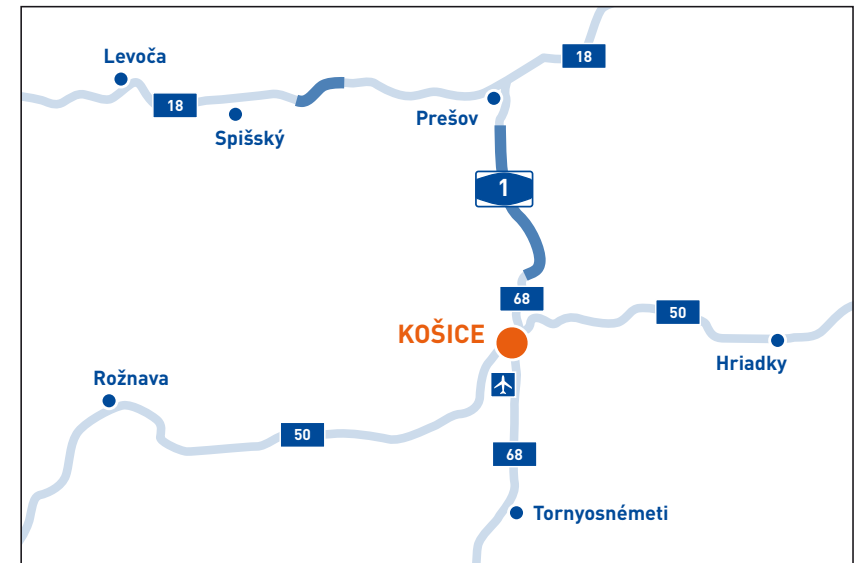 Levoča
18
18
Spišský
Prešov
1
68
50
KOŠICE
Hriadky
Rožnava
50
68
Tornyosnémeti